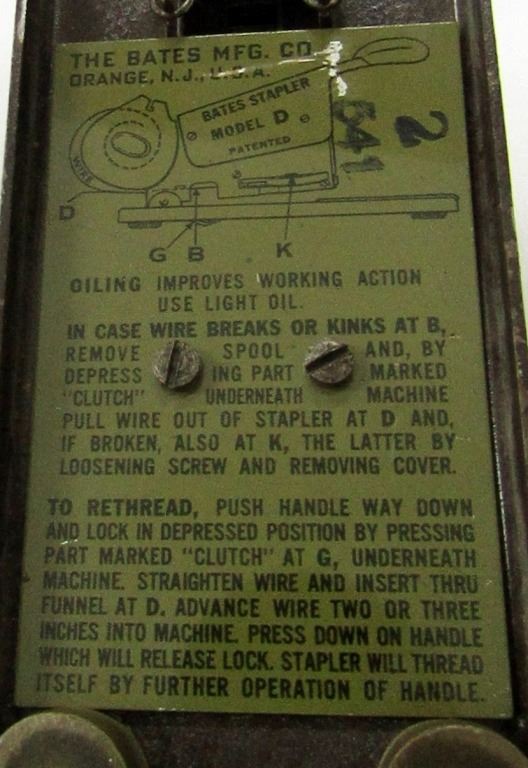 THE BATES MFG. CO.
ORANGE, N.J., U.S.A.
BATES STAPLER
MODEL D
PATENTED
WIRE
D
G B K
2
641
OILING IMPROVES WORKING ACTION
USE LIGHT OIL.
IN CASE WIRE BREAKS OR KINKS AT B,
REMOVE SPOOL AND, BY
DEPRESS ING PART MARKED
"CLUTCH" UNDERNEATH MACHINE
PULL WIRE OUT OF STAPLER AT D AND,
IF BROKEN, ALSO AT K, THE LATTER BY
LOOSENING SCREW AND REMOVING COVER.
TO RETHREAD, PUSH HANDLE WAY DOWN
AND LOCK IN DEPRESSED POSITION BY PRESSING
PART MARKED "CLUTCH" AT G, UNDERNEATH
MACHINE. STRAIGHTEN WIRE AND INSERT THRU
FUNNEL AT D. ADVANCE WIRE TWO OR THREE
INCHES INTO MACHINE. PRESS DOWN ON HANDLE
WHICH WILL RELEASE LOCK. STAPLER WILL THREAD
ITSELF BY FURTHER OPERATION OF HANDLE.